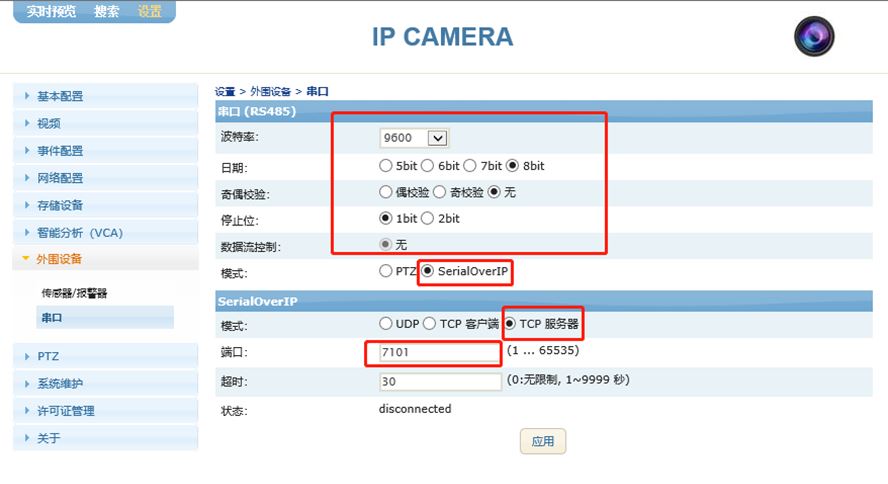 实时预览 搜索 设置
IP CAMERA
基本配置
视频
事件配置
网络配置
存储设备
智能分析 (VCA)
外围设备
传感器/报警器
串口
PTZ
系统维护
许可证管理
关于
设置 > 外围设备 > 串口
串口 (RS485)
波特率: 9600
日期: 5bit 6bit 7bit 8bit
奇偶校验: 偶校验 奇校验 无
停止位: 1bit 2bit
数据流控制: 无
模式: PTZ SerialOverIP
SerialOverIP
模式: UDP TCP 客户端 TCP 服务器
端口: 7101 (1 ... 65535)
超时: 30 (0:无限制, 1~9999 秒)
状态: disconnected
应用